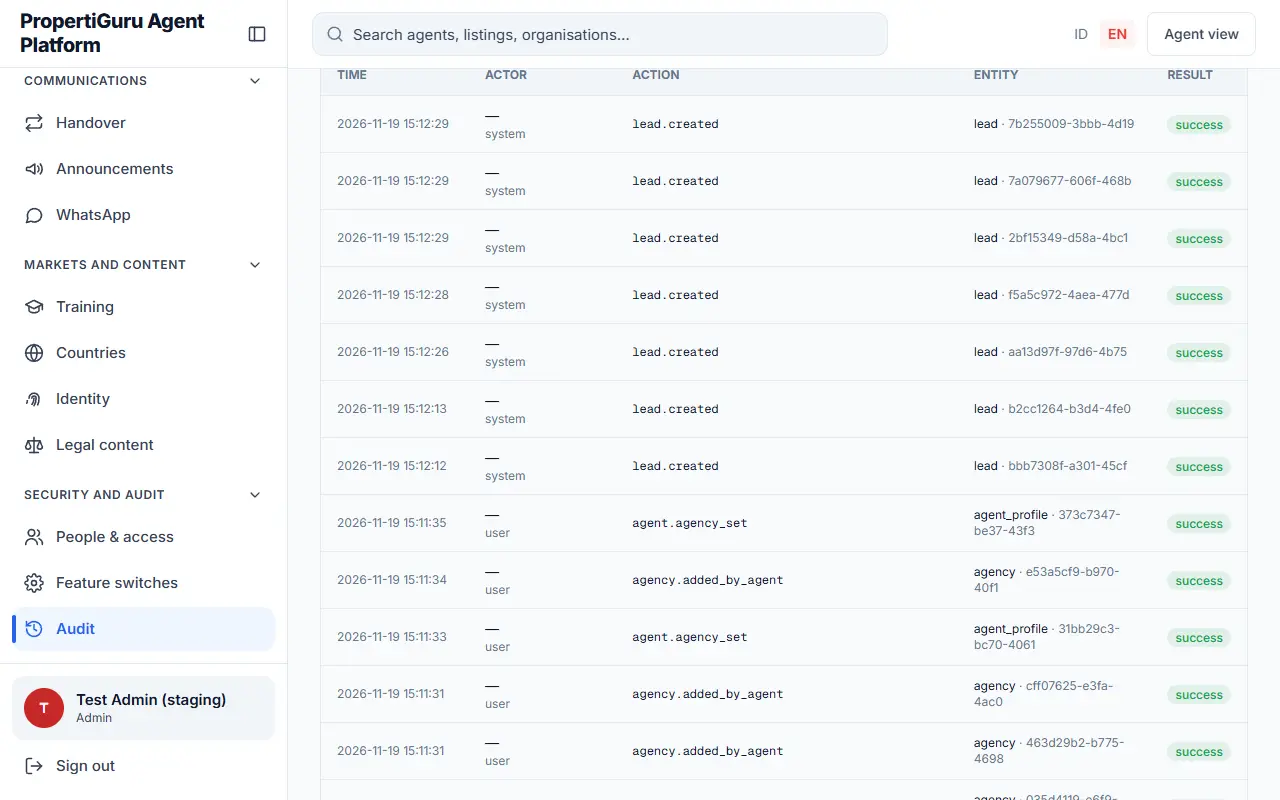 PropertiGuru Agent
Platform
Search agents, listings, organisations...
ID
EN
Agent view
COMMUNICATIONS
Handover
Announcements
WhatsApp
MARKETS AND CONTENT
Training
Countries
Identity
Legal content
SECURITY AND AUDIT
People & access
Feature switches
Audit
T
Test Admin (staging)
Admin
Sign out
TIME ACTOR ACTION ENTITY RESULT
2026-11-19 15:12:29 — system lead.created lead · 7b255009-3bbb-4d19 success
2026-11-19 15:12:29 — system lead.created lead · 7a079677-606f-468b success
2026-11-19 15:12:29 — system lead.created lead · 2bf15349-d58a-4bc1 success
2026-11-19 15:12:28 — system lead.created lead · f5a5c972-4aea-477d success
2026-11-19 15:12:26 — system lead.created lead · aa13d97f-97d6-4b75 success
2026-11-19 15:12:13 — system lead.created lead · b2cc1264-b3d4-4fe0 success
2026-11-19 15:12:12 — system lead.created lead · bbb7308f-a301-45cf success
2026-11-19 15:11:35 — user agent.agency_set agent_profile · 373c7347-be37-43f3 success
2026-11-19 15:11:34 — user agency.added_by_agent agency · e53a5cf9-b970-40f1 success
2026-11-19 15:11:33 — user agent.agency_set agent_profile · 31bb29c3-bc70-4061 success
2026-11-19 15:11:31 — user agency.added_by_agent agency · cff07625-e3fa-4ac0 success
2026-11-19 15:11:31 — user agency.added_by_agent agency · 463d29b2-b775-4698 success